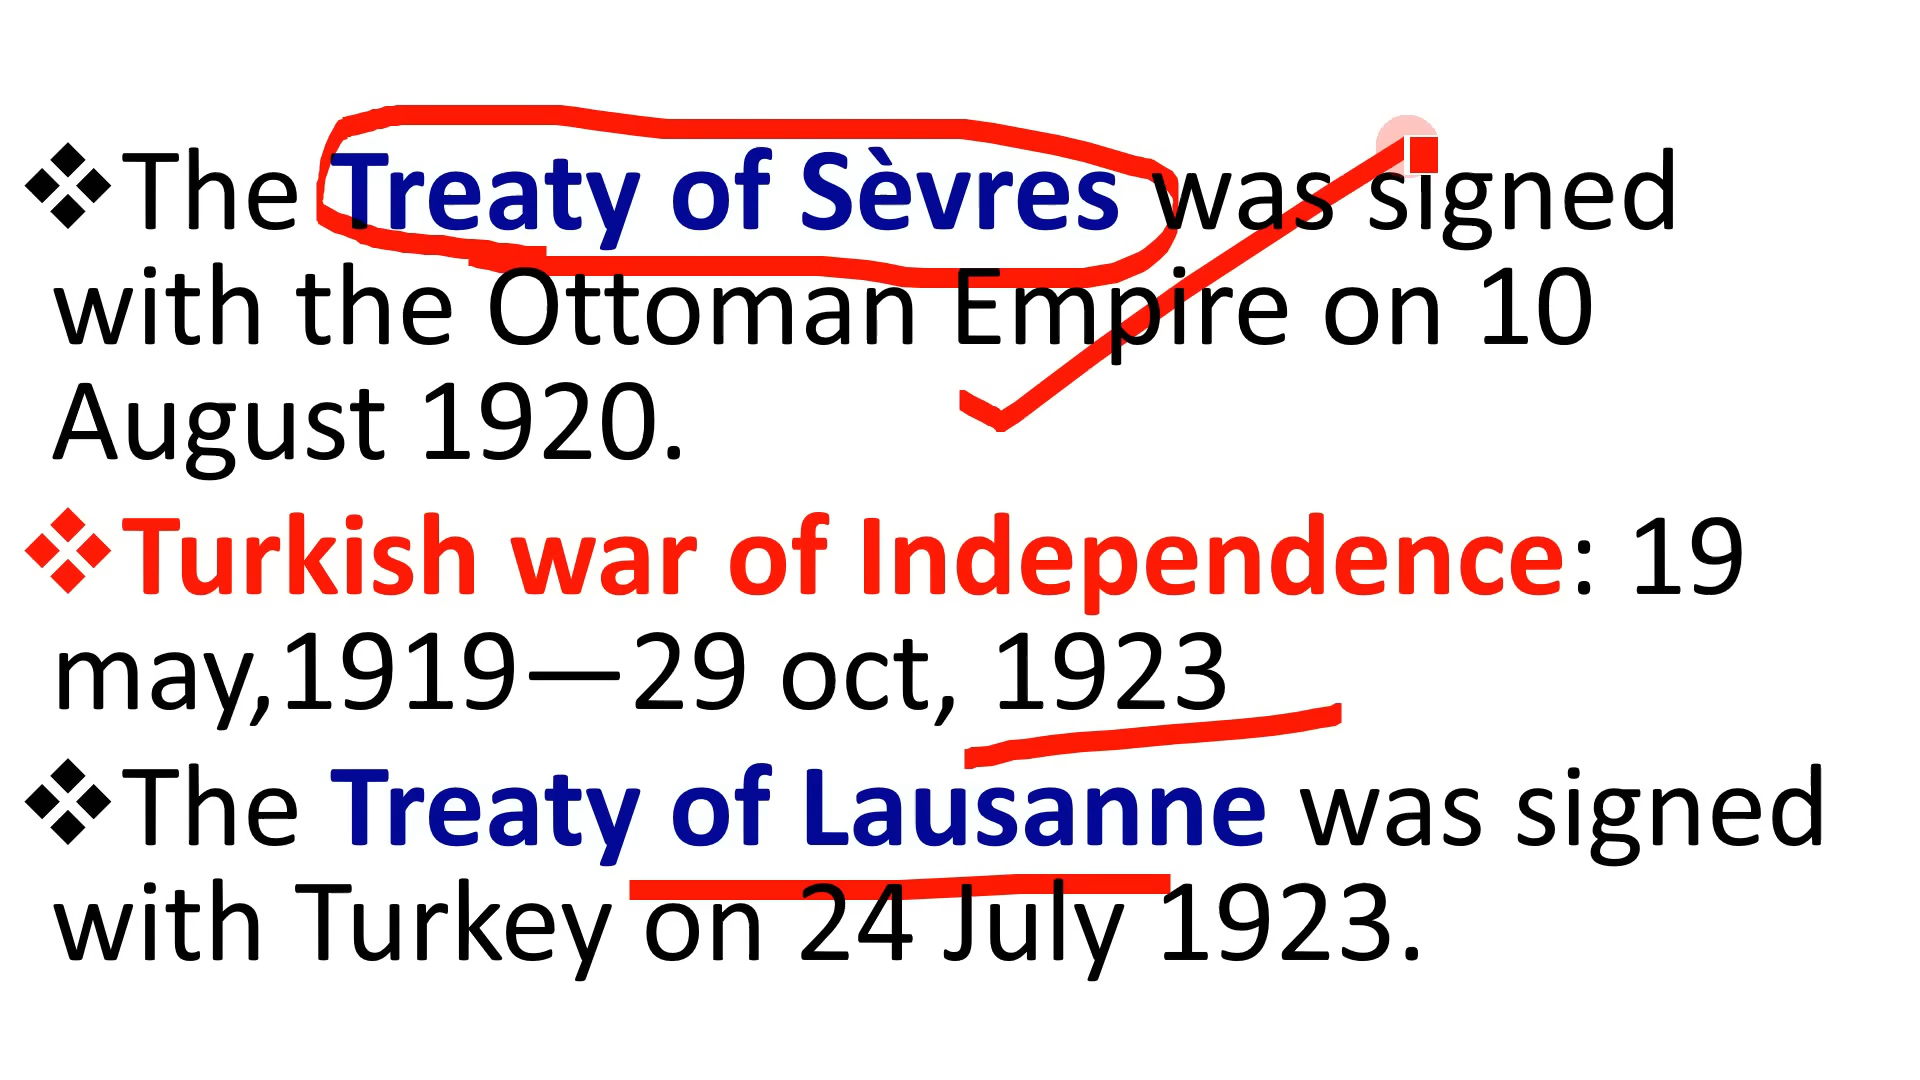 ❖The Treaty of Sèvres was signed
with the Ottoman Empire on 10
August 1920.
❖Turkish war of Independence: 19
may,1919—29 oct, 1923
❖The Treaty of Lausanne was signed
with Turkey on 24 July 1923.